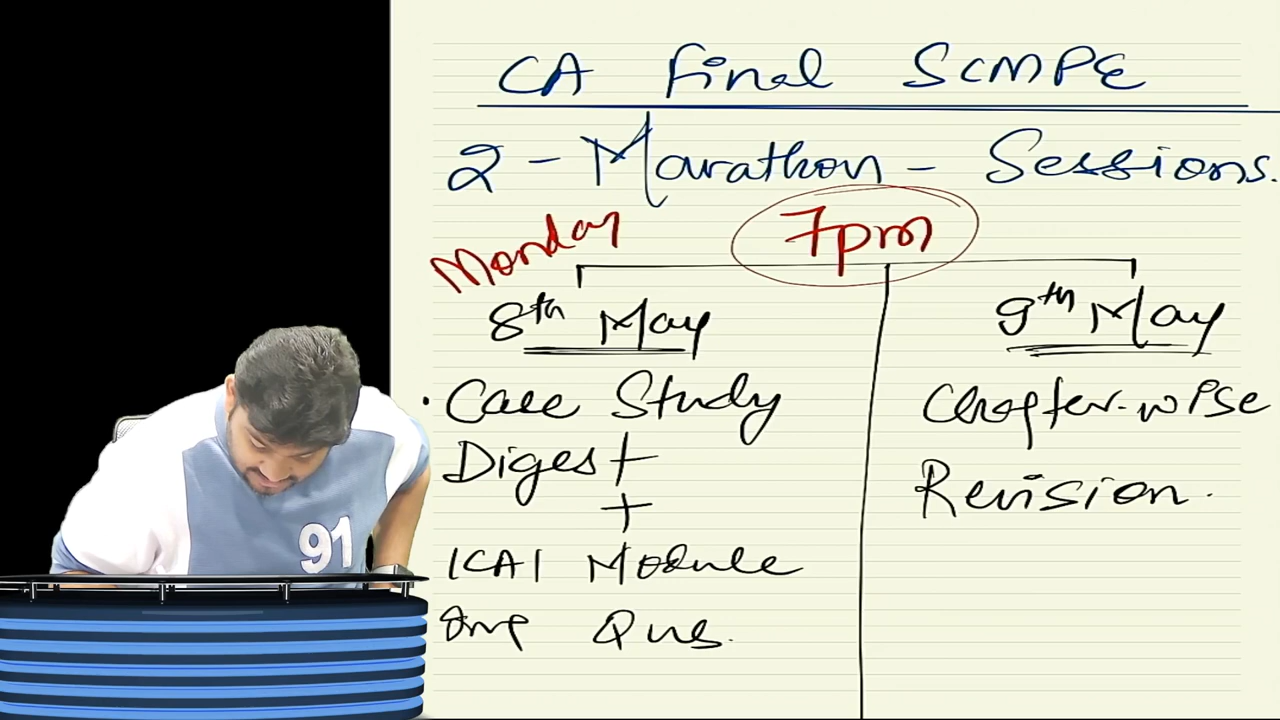 CA Final SCMPE
2 - Marathon - Sessions.
7pm
Monday
8th May
9th May
• Case Study
Digest
+
ICAI Module
Imp Qns.
Chapter-wise
Revision.
91